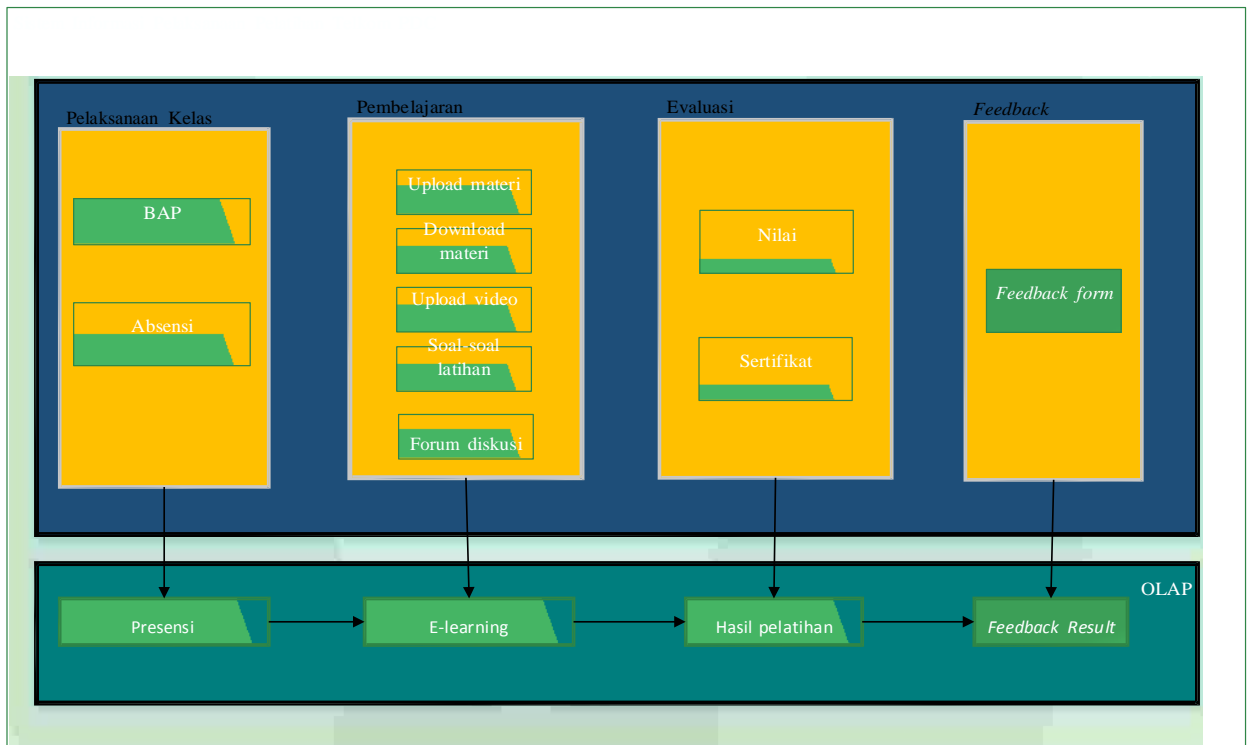 Pelaksanaan Kelas
BAP
Absensi
Pembelajaran
Upload materi
Download
materi
Upload video
Soal-soal
latihan
Forum diskusi
Evaluasi
Nilai
Sertifikat
Feedback
Feedback form
OLAP
Presensi
E-learning
Hasil pelatihan
Feedback Result